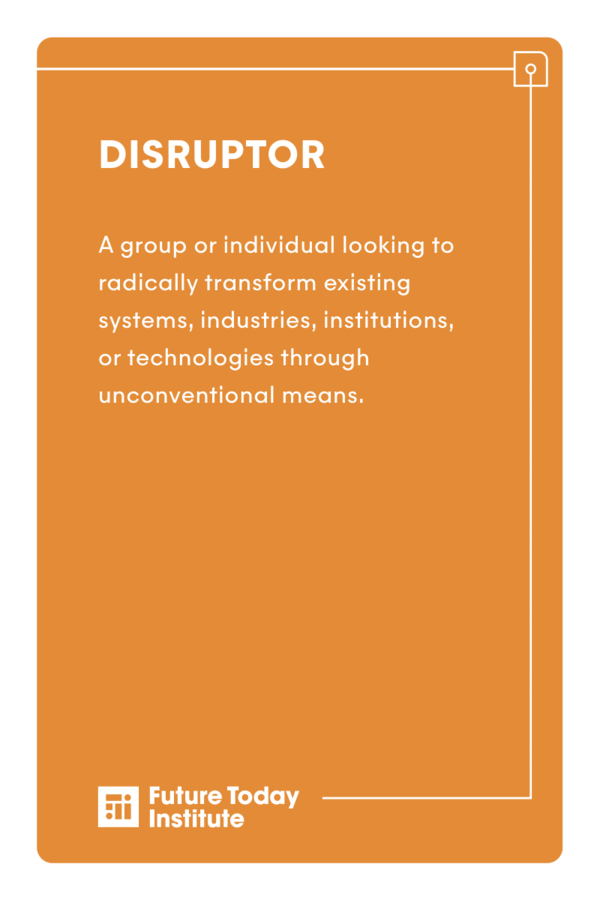 DISRUPTOR
A group or individual looking to
radically transform existing
systems, industries, institutions,
or technologies through
unconventional means.
Future Today
Institute